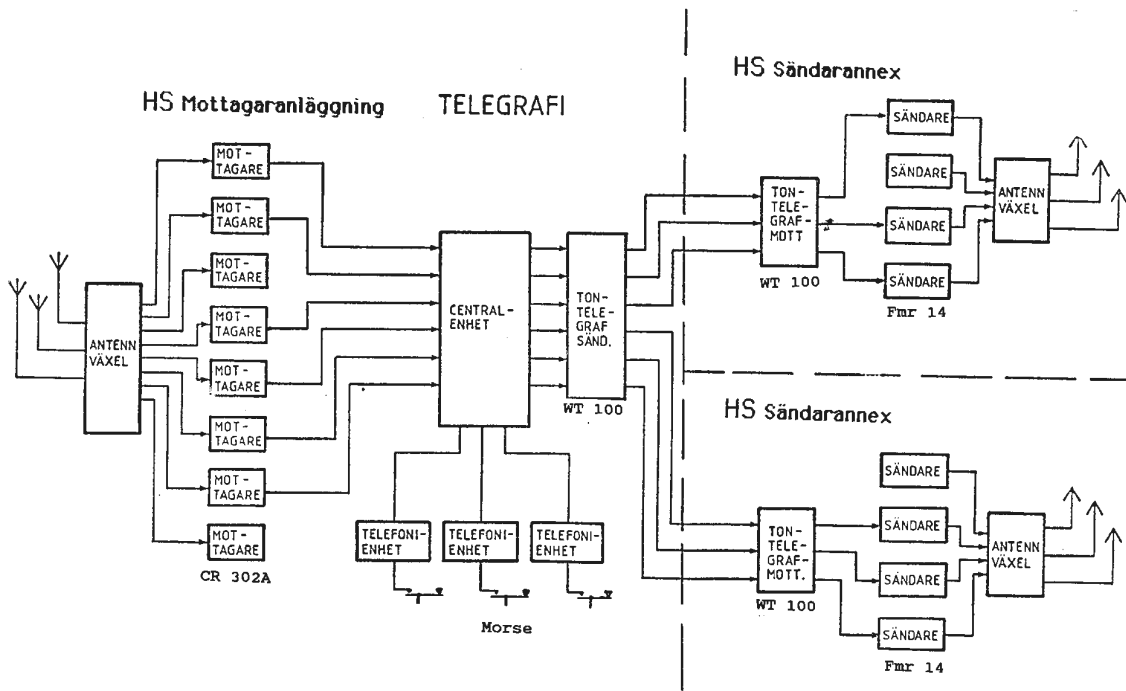 HS Mottagaranläggning TELEGRAFI
MOT-
TAGARE
MOT-
TAGARE
MOT-
TAGARE
MOT-
TAGARE
MOT-
TAGARE
MOT-
TAGARE
MOT-
TAGARE
MOT-
TAGARE
CR 302A
ANTENN
VÄXEL
CENTRAL-
ENHET
TON-
TELE-
GRAF
SÄND.
WT 100
TELEFONI-
ENHET
TELEFONI-
ENHET
TELEFONI-
ENHET
Morse
HS Sändarannex
TON-
TELE-
GRAF-
MOTT
WT 100
SÄNDARE
SÄNDARE
SÄNDARE
SÄNDARE
Fmr 14
ANTENN
VÄXEL
HS Sändarannex
TON-
TELE-
GRAF-
MOTT.
WT 100
SÄNDARE
SÄNDARE
SÄNDARE
SÄNDARE
Fmr 14
ANTENN
VÄXEL